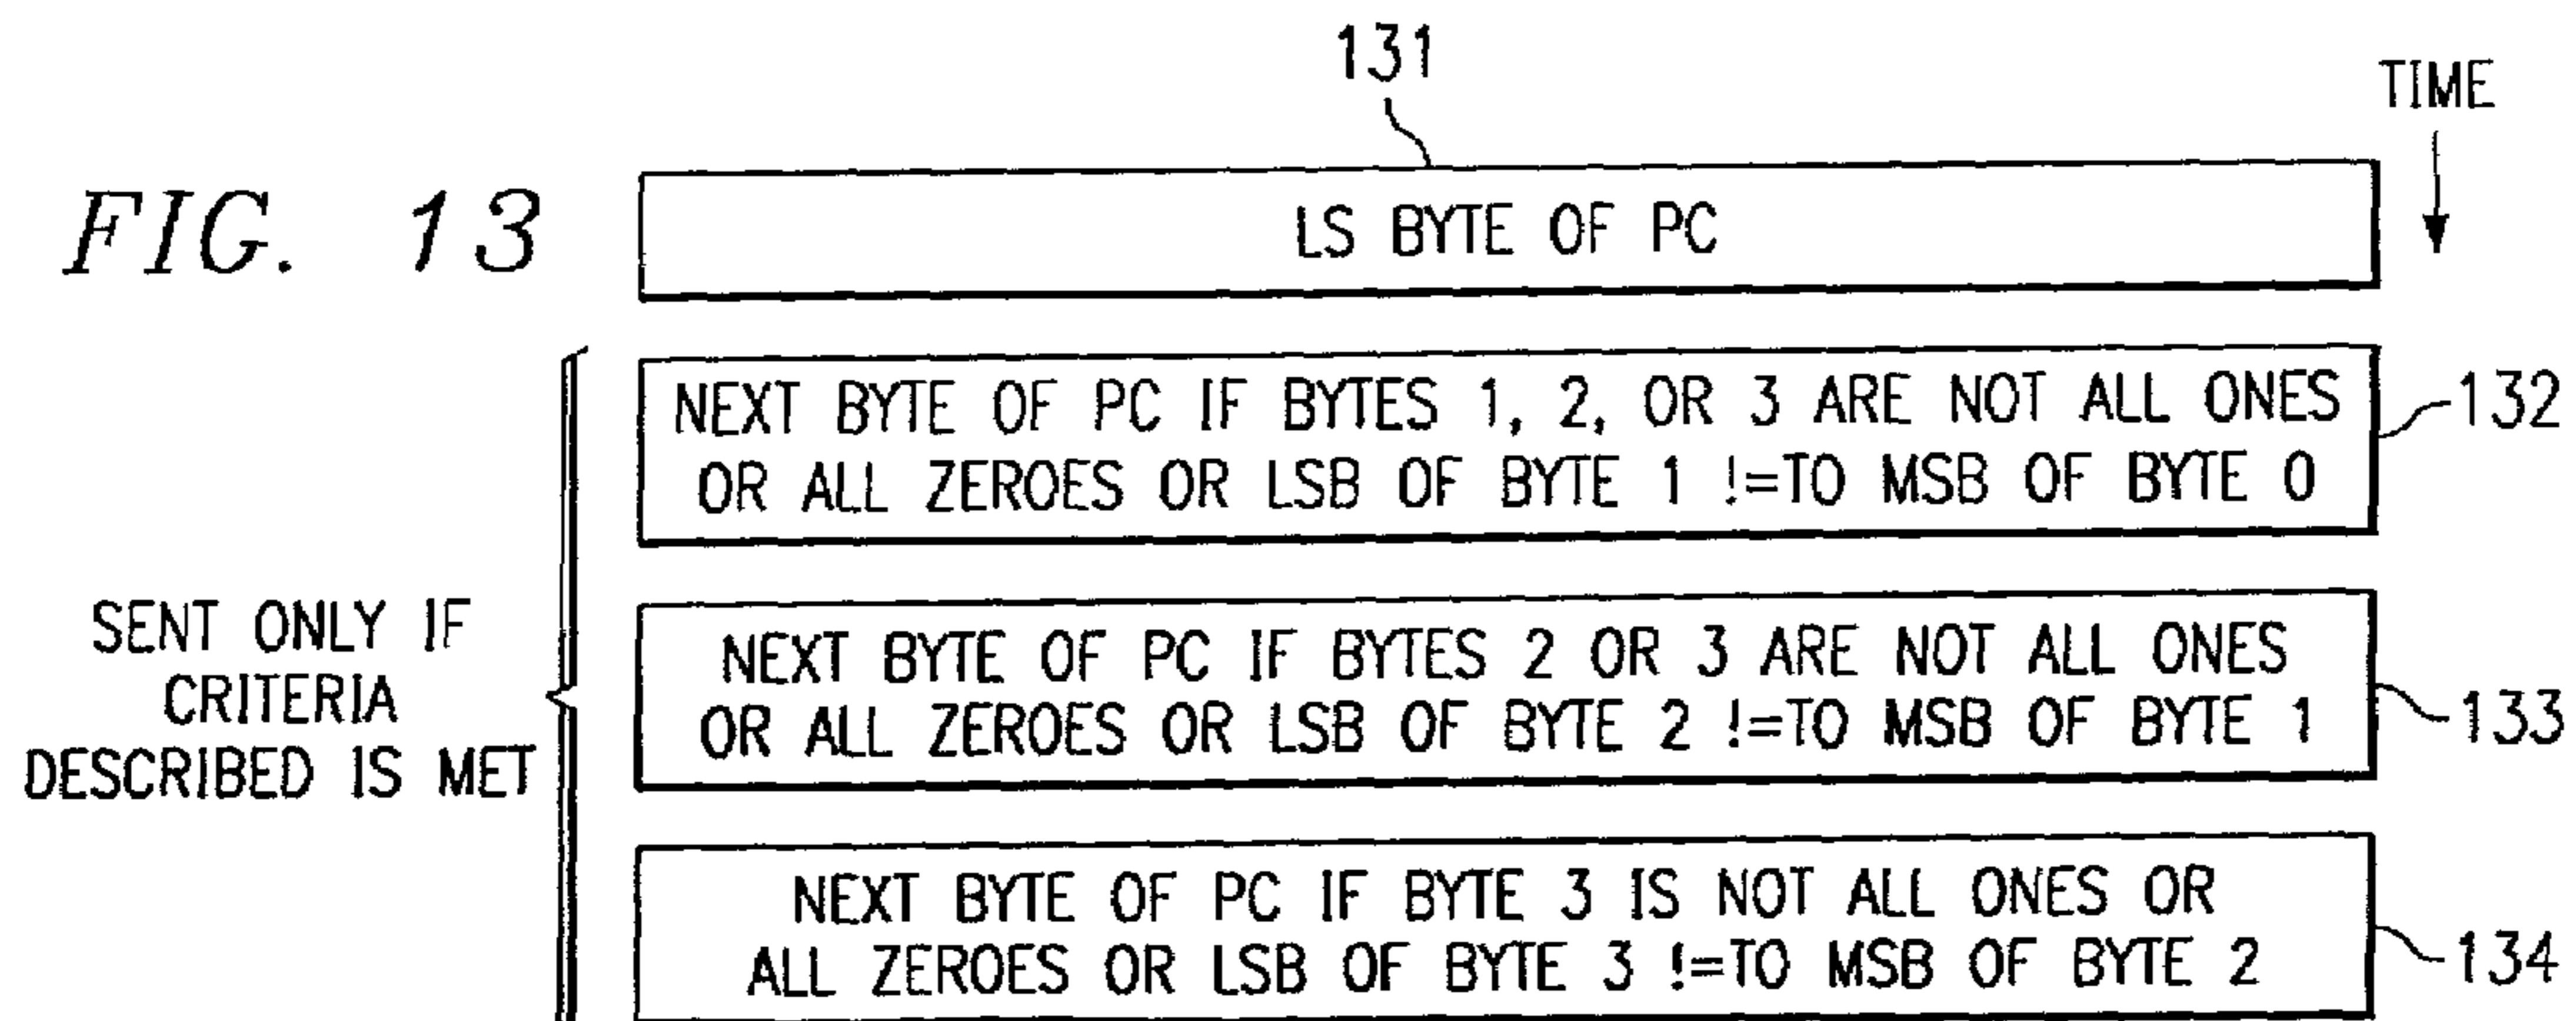 131
TIME
FIG. 13
LS BYTE OF PC
NEXT BYTE OF PC IF BYTES 1, 2, OR 3 ARE NOT ALL ONES
OR ALL ZEROES OR LSB OF BYTE 1 !=TO MSB OF BYTE 0
132
SENT ONLY IF
CRITERIA
DESCRIBED IS MET
NEXT BYTE OF PC IF BYTES 2 OR 3 ARE NOT ALL ONES
OR ALL ZEROES OR LSB OF BYTE 2 !=TO MSB OF BYTE 1
133
NEXT BYTE OF PC IF BYTE 3 IS NOT ALL ONES OR
ALL ZEROES OR LSB OF BYTE 3 !=TO MSB OF BYTE 2
134